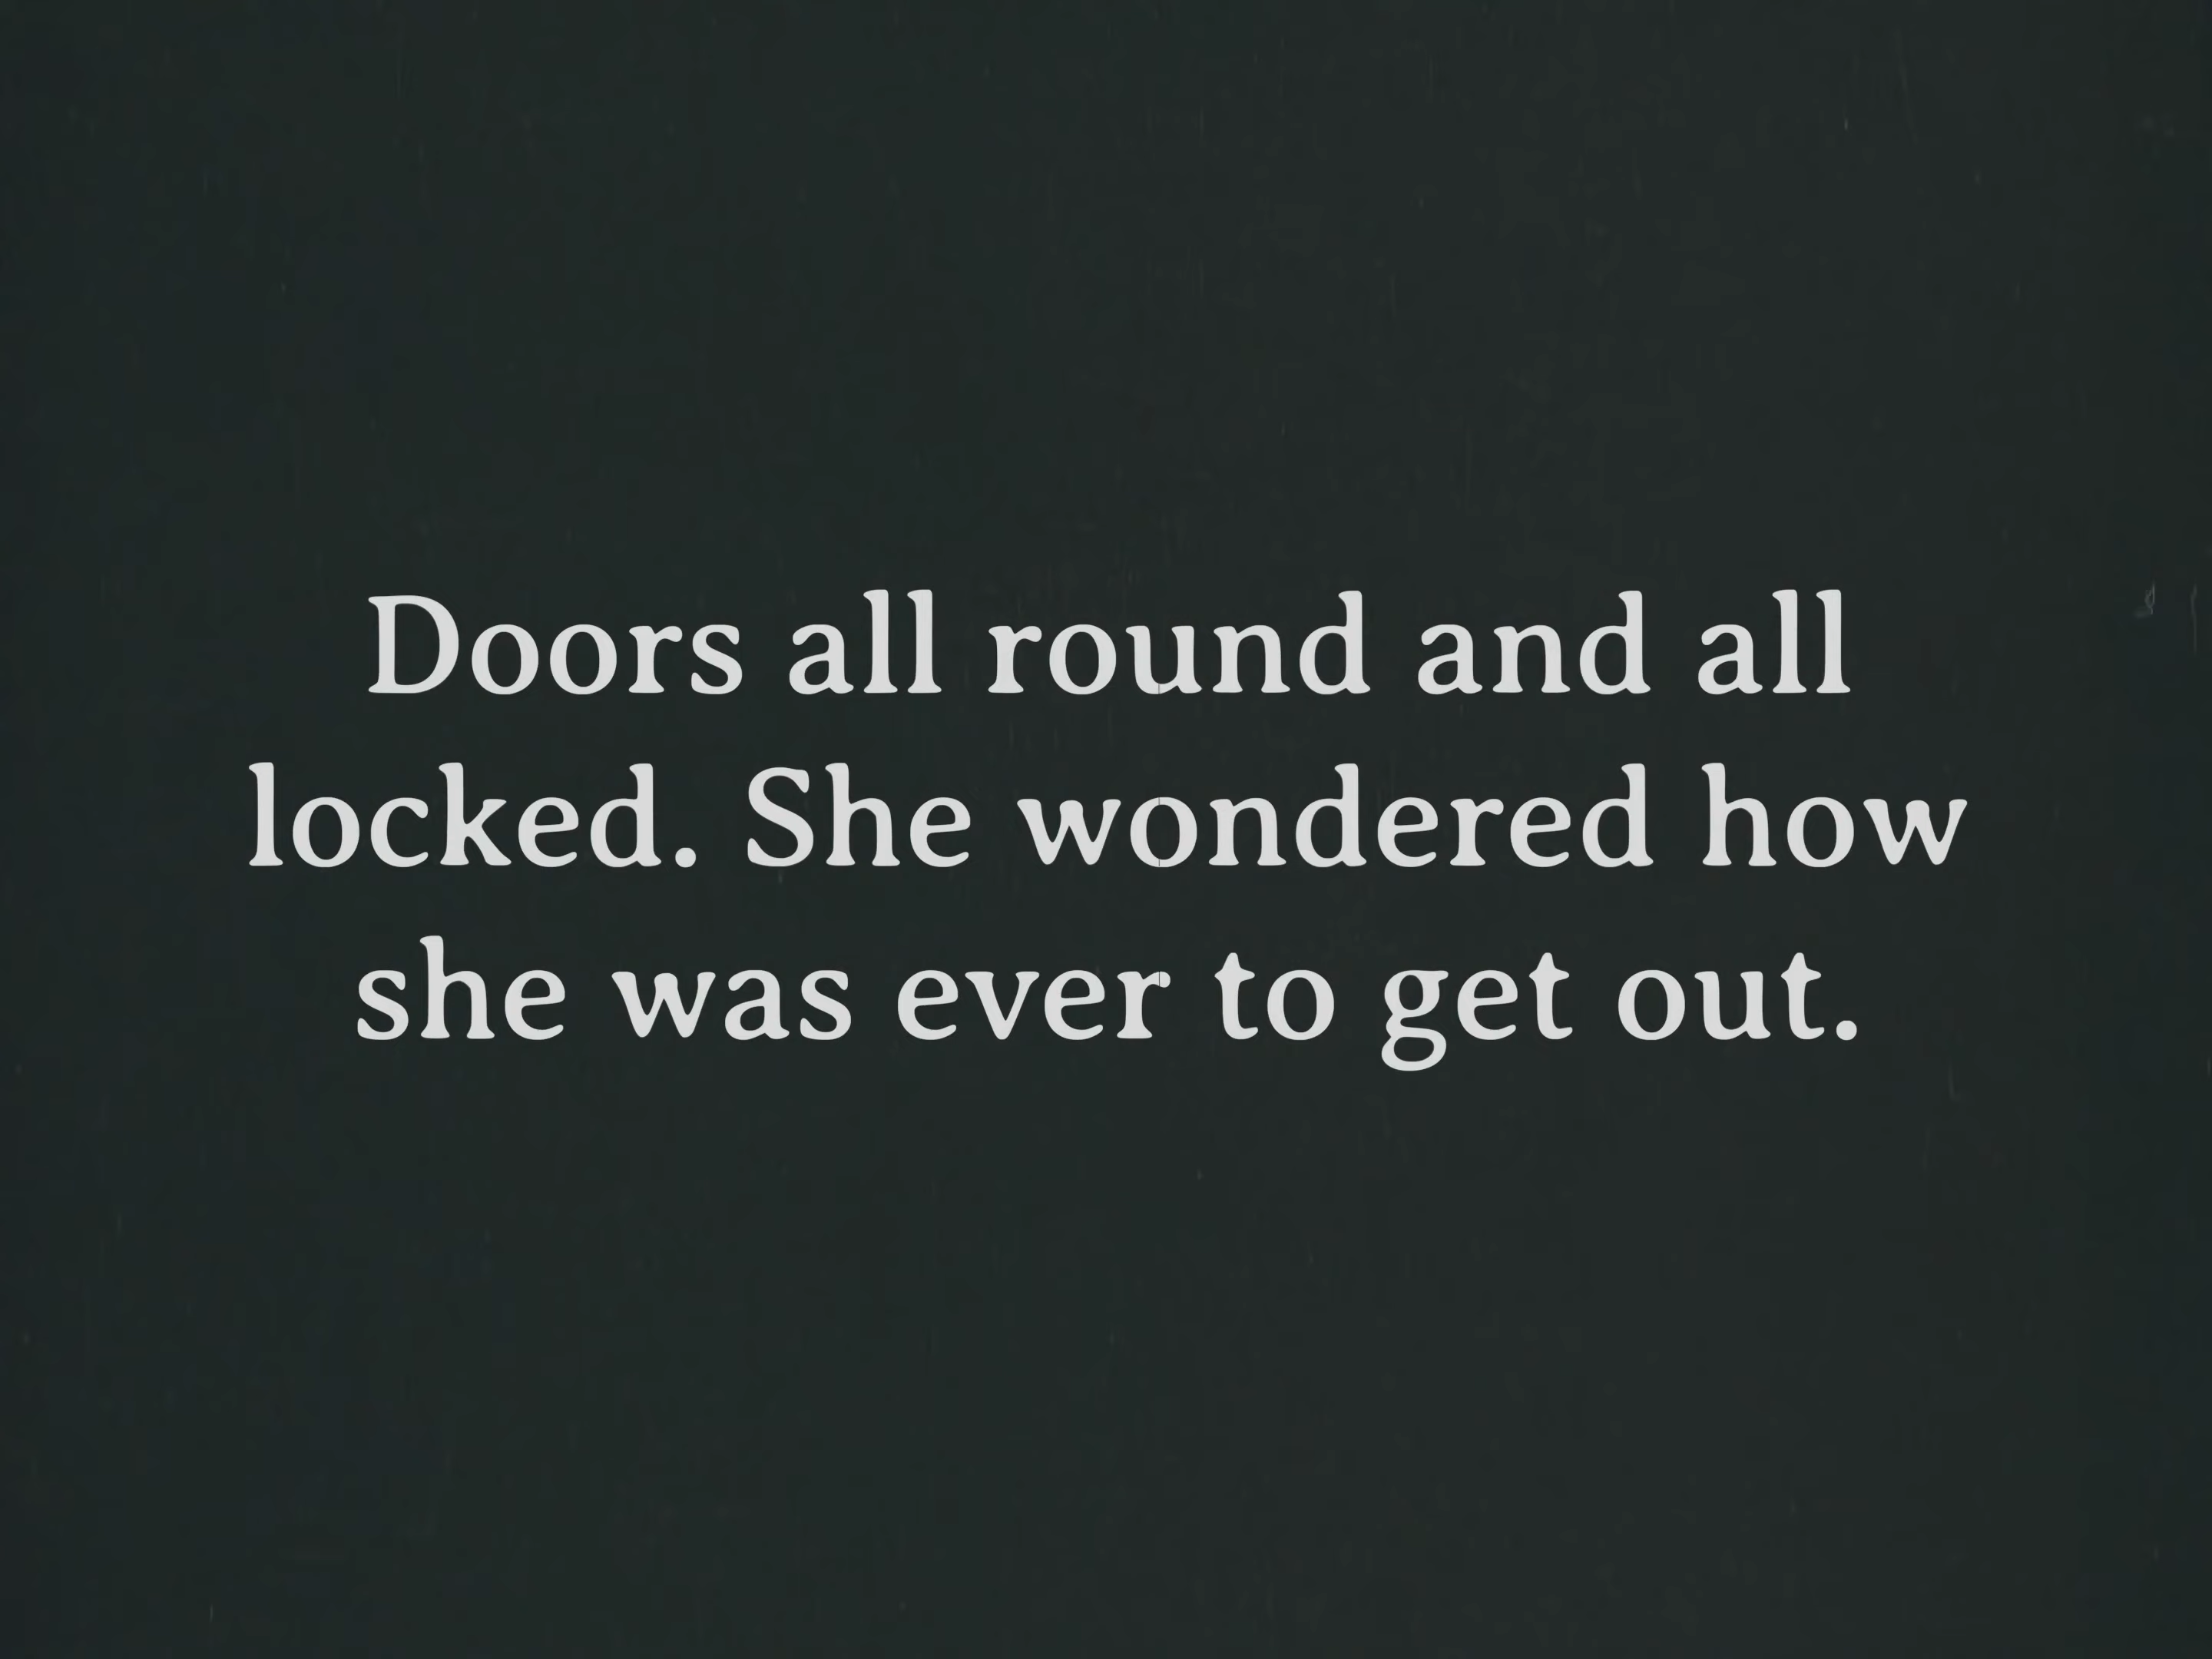 Doors all round and all
locked. She wondered how
she was ever to get out.